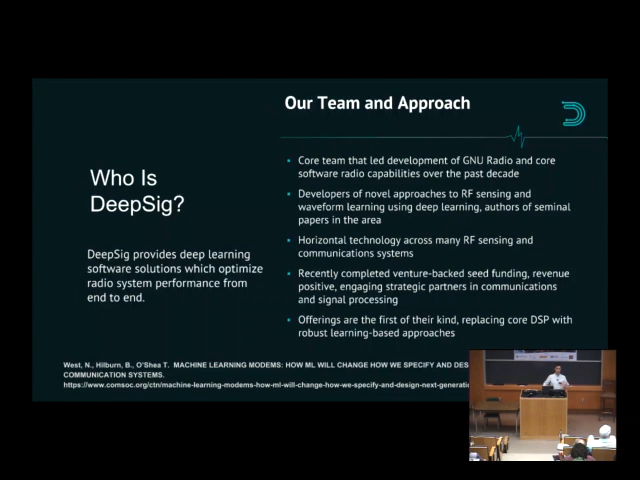 Our Team and Approach
Who Is
DeepSig?
DeepSig provides deep learning
software solutions which optimize
radio system performance from
end to end.
• Core team that led development of GNU Radio and core
software radio capabilities over the past decade
• Developers of novel approaches to RF sensing and
waveform learning using deep learning, authors of seminal
papers in the area
• Horizontal technology across many RF sensing and
communications systems
• Recently completed venture-backed seed funding, revenue
positive, engaging strategic partners in communications
and signal processing
• Offerings are the first of their kind, replacing core DSP with
robust learning-based approaches
West, N., Hilburn, B., O'Shea T. MACHINE LEARNING MODEMS: HOW ML WILL CHANGE HOW WE SPECIFY AND DES
COMMUNICATION SYSTEMS.
https://www.comsoc.org/ctn/machine-learning-modems-how-ml-will-change-how-we-specify-and-design-next-generatio